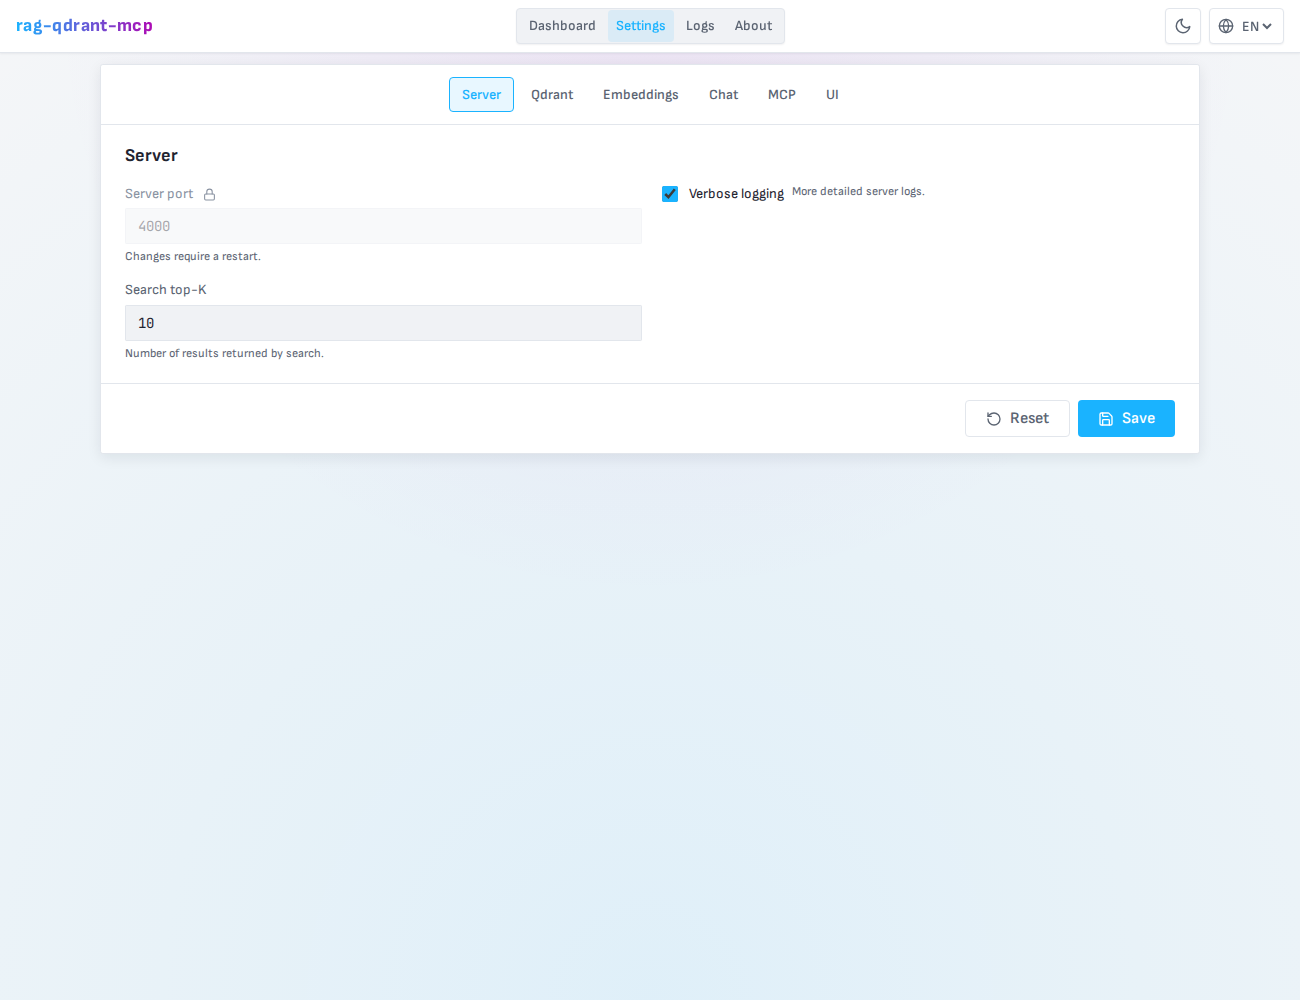 rag-qdrant-mcp
Dashboard Settings Logs About
EN
Server Qdrant Embeddings Chat MCP UI
Server
Server port
4000
Changes require a restart.
Verbose logging More detailed server logs.
Search top-K
10
Number of results returned by search.
Reset Save